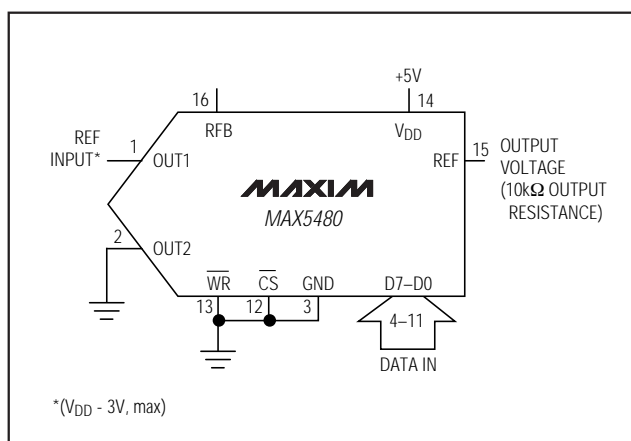 +5V
16
14
RFB
VDD
REF
INPUT*
1
OUT1
REF
15
OUTPUT
VOLTAGE
(10kΩ OUTPUT
RESISTANCE)
MAXIM
MAX5480
2
OUT2
WR
CS
GND
D7–D0
13
12
3
4–11
DATA IN
*(VDD - 3V, max)